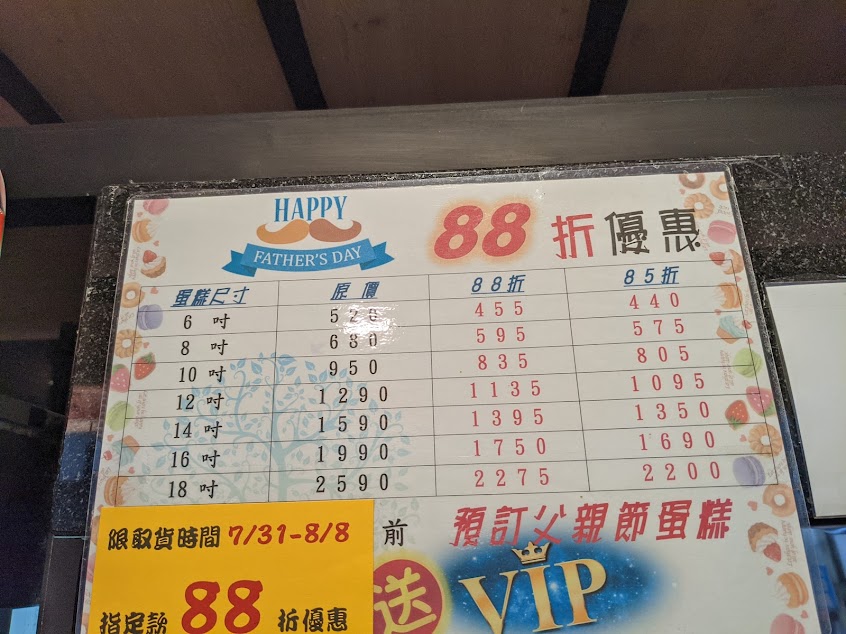 HAPPY
FATHER'S DAY
88折優惠
蛋糕尺寸 原價 88折 85折
6 吋 520 455 440
8 吋 680 595 575
10 吋 950 835 805
12 吋 1290 1135 1095
14 吋 1590 1395 1350
16 吋 1990 1750 1690
18 吋 2590 2275 2200
限取貨時間 7/31-8/8
前 預訂父親節蛋糕
指定款 88 折優惠
送 VIP